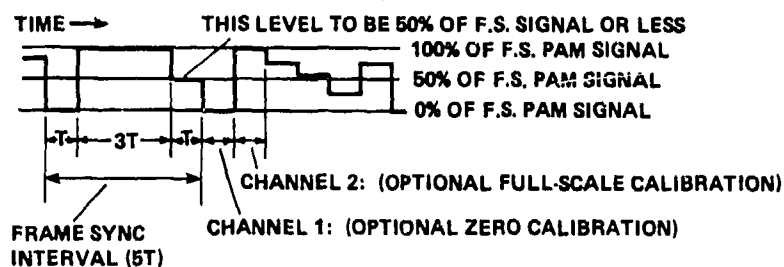 TIME → THIS LEVEL TO BE 50% OF F.S. SIGNAL OR LESS
100% OF F.S. PAM SIGNAL
50% OF F.S. PAM SIGNAL
0% OF F.S. PAM SIGNAL
T 3T T
CHANNEL 2: (OPTIONAL FULL-SCALE CALIBRATION)
CHANNEL 1: (OPTIONAL ZERO CALIBRATION)
FRAME SYNC
INTERVAL (5T)